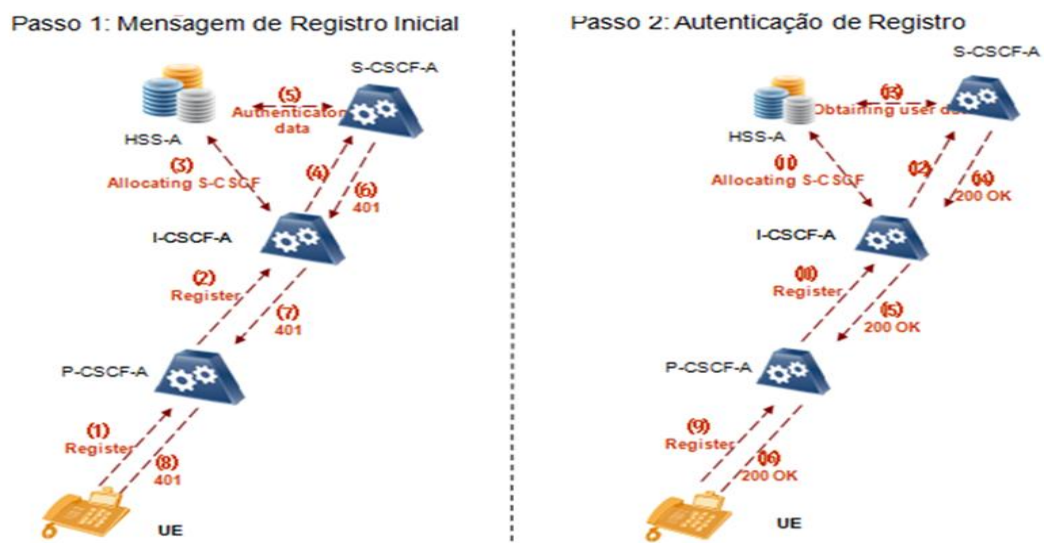 Passo 1: Mensagem de Registro Inicial
S-CSCF-A
(5)
Authenticaton
data
HSS-A
(3)
Allocating S-CSCF
(4)
(6)
401
I-CSCF-A
(2)
Register
(7)
401
P-CSCF-A
(1)
Register
(8)
401
UE
Passo 2: Autenticação de Registro
S-CSCF-A
(13)
Obtaining user
HSS-A
(11)
Allocating S-CSCF
(12)
(14)
200 OK
I-CSCF-A
(10)
Register
(15)
200 OK
P-CSCF-A
(9)
Register
(16)
200 OK
UE